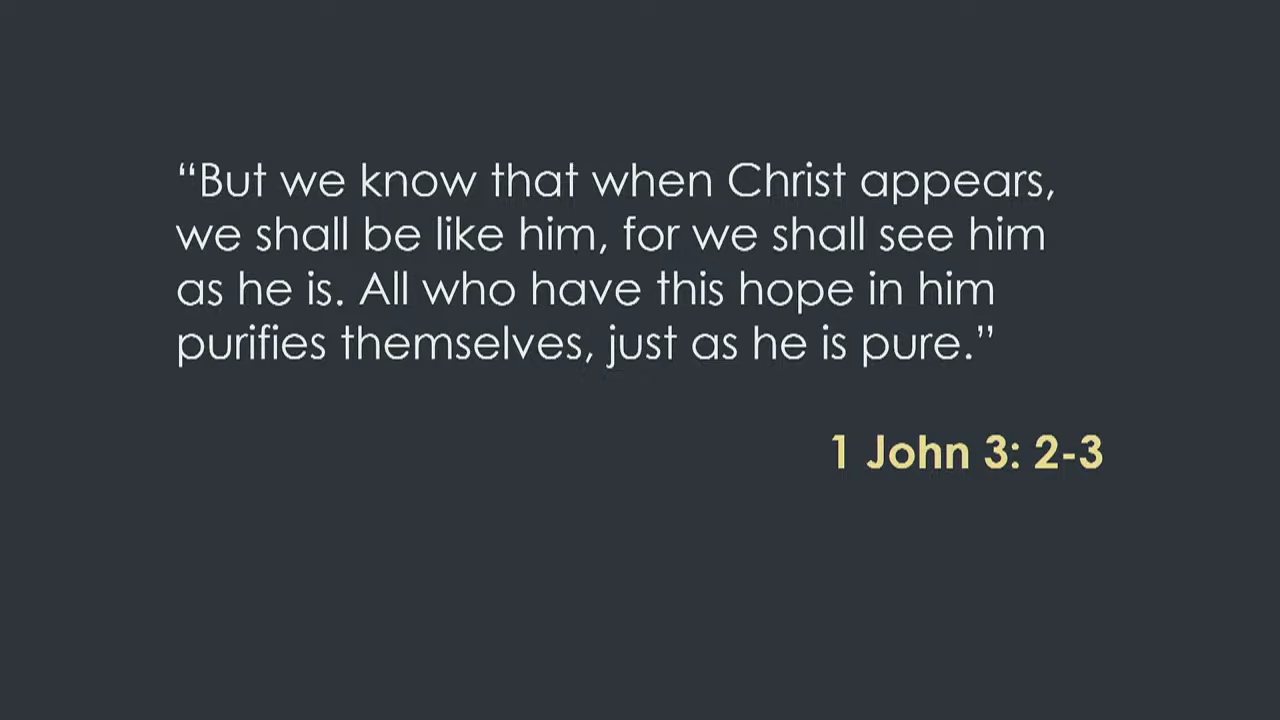 “But we know that when Christ appears,
we shall be like him, for we shall see him
as he is. All who have this hope in him
purifies themselves, just as he is pure.”
1 John 3: 2-3